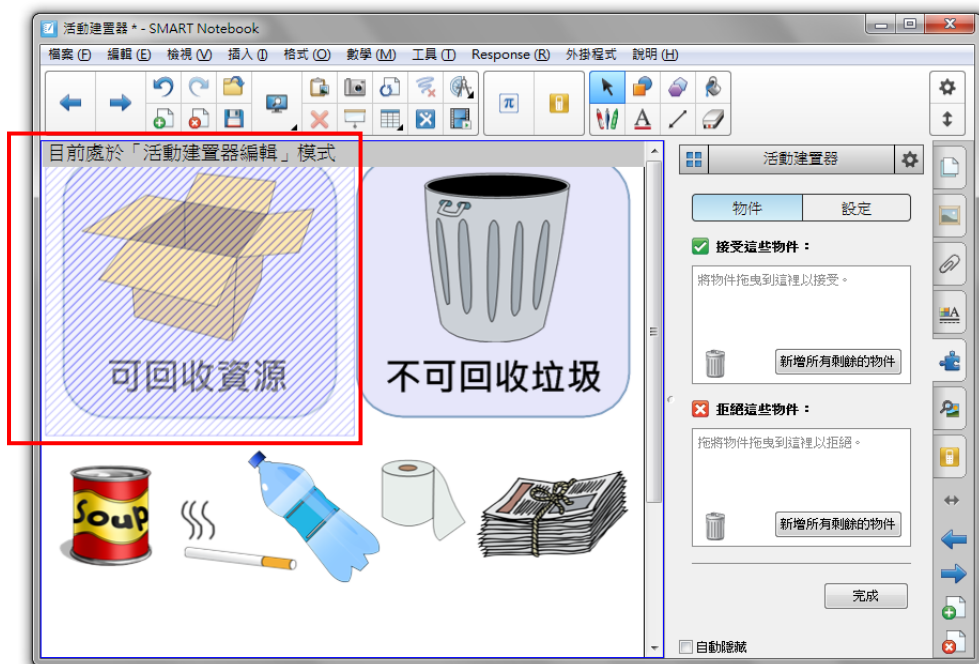 活動建置器 * - SMART Notebook
檔案 (F) 編輯 (E) 檢視 (V) 插入 (I) 格式 (O) 數學 (M) 工具 (T) Response (R) 外掛程式 說明 (H)
π
A
目前處於「活動建置器編輯」模式
可回收資源
不可回收垃圾
Soup
活動建置器
物件
設定
接受這些物件：
將物件拖曳到這裡以接受。
新增所有剩餘的物件
拒絕這些物件：
拖將物件拖曳到這裡以拒絕。
新增所有剩餘的物件
完成
自動隱藏
A